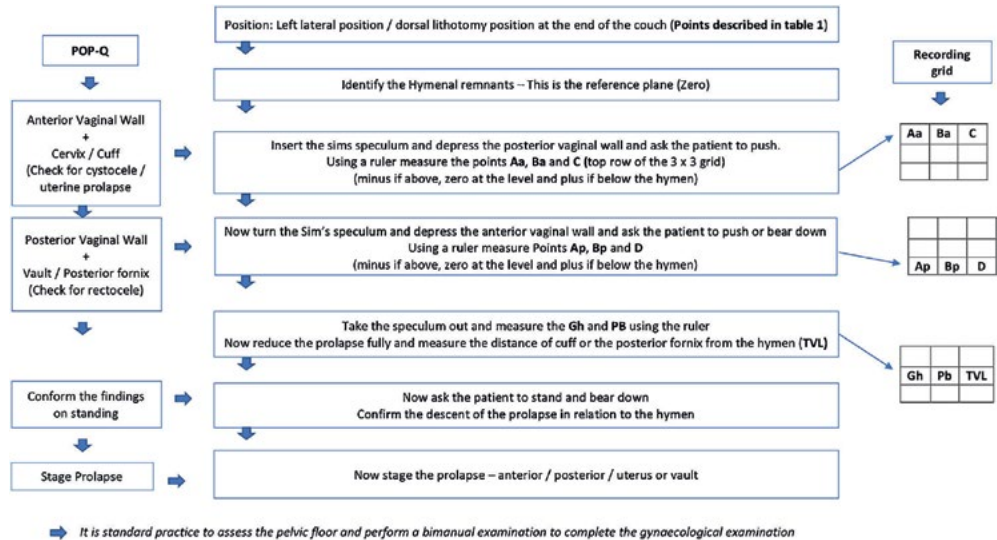 Position: Left lateral position / dorsal lithotomy position at the end of the couch (Points described in table 1)
POP-Q
Recording
grid
Identify the Hymenal remnants – This is the reference plane (Zero)
Anterior Vaginal Wall
+
Cervix / Cuff
(Check for cystocele /
uterine prolapse
Insert the sims speculum and depress the posterior vaginal wall and ask the patient to push.
Using a ruler measure the points Aa, Ba and C (top row of the 3 x 3 grid)
(minus if above, zero at the level and plus if below the hymen)
Aa Ba C
Posterior Vaginal Wall
+
Vault / Posterior fornix
(Check for rectocele)
Now turn the Sim's speculum and depress the anterior vaginal wall and ask the patient to push or bear down
Using a ruler measure Points Ap, Bp and D
(minus if above, zero at the level and plus if below the hymen)
Ap Bp D
Take the speculum out and measure the Gh and PB using the ruler
Now reduce the prolapse fully and measure the distance of cuff or the posterior fornix from the hymen (TVL)
Gh Pb TVL
Conform the findings
on standing
Now ask the patient to stand and bear down
Confirm the descent of the prolapse in relation to the hymen
Stage Prolapse
Now stage the prolapse – anterior / posterior / uterus or vault
It is standard practice to assess the pelvic floor and perform a bimanual examination to complete the gynaecological examination